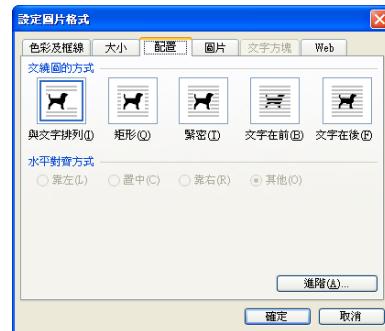 設定圖片格式
色彩及框線 大小 配置 圖片 文字方塊 Web
文繞圖的方式
與文字排列(I) 矩形(Q) 緊密(T) 文字在前(B) 文字在後(F)
水平對齊方式
靠左(L) 置中(C) 靠右(R) 其他(O)
進階(A)...
確定 取消